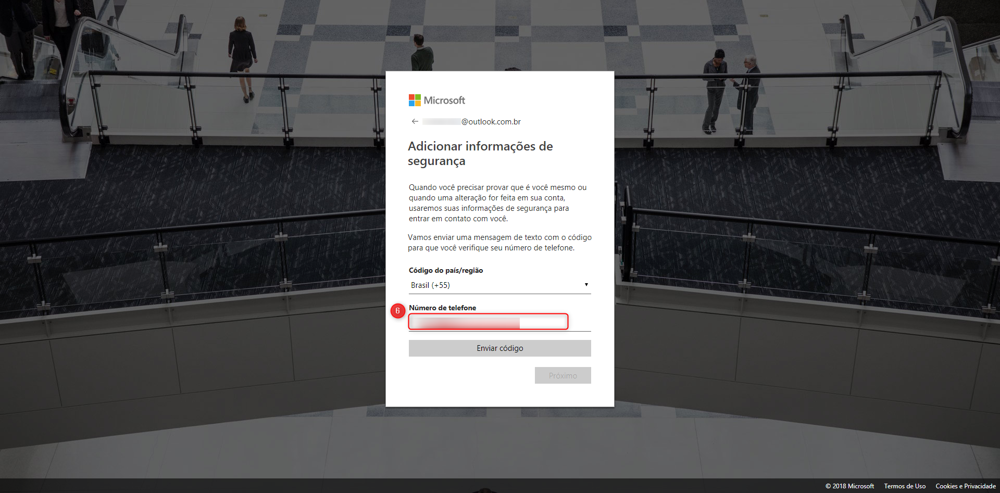 Microsoft
@outlook.com.br
Adicionar informações de
segurança
Quando você precisar provar que é você mesmo ou
quando uma alteração for feita em sua conta,
usaremos suas informações de segurança para
entrar em contato com você.
Vamos enviar uma mensagem de texto com o código
para que você verifique seu número de telefone.
Código do país/região
Brasil (+55)
6
Número de telefone
Enviar código
Próximo
© 2018 Microsoft Termos de Uso Cookies e Privacidade